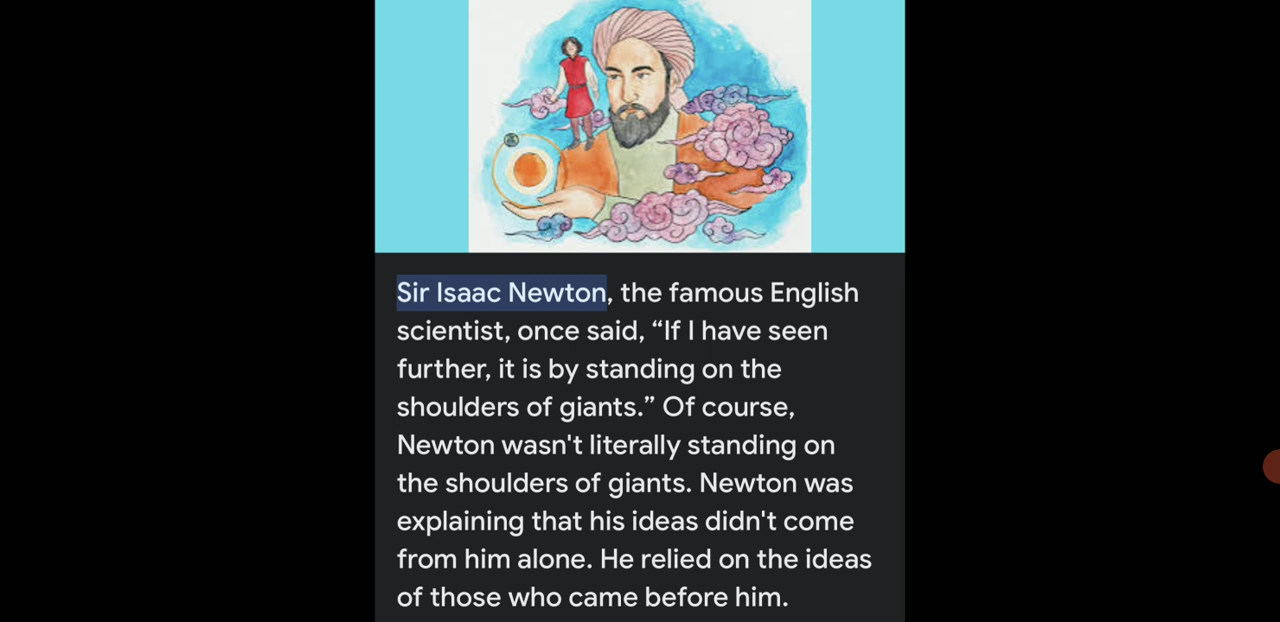 Sir Isaac Newton, the famous English
scientist, once said, “If I have seen
further, it is by standing on the
shoulders of giants.” Of course,
Newton wasn't literally standing on
the shoulders of giants. Newton was
explaining that his ideas didn't come
from him alone. He relied on the ideas
of those who came before him.